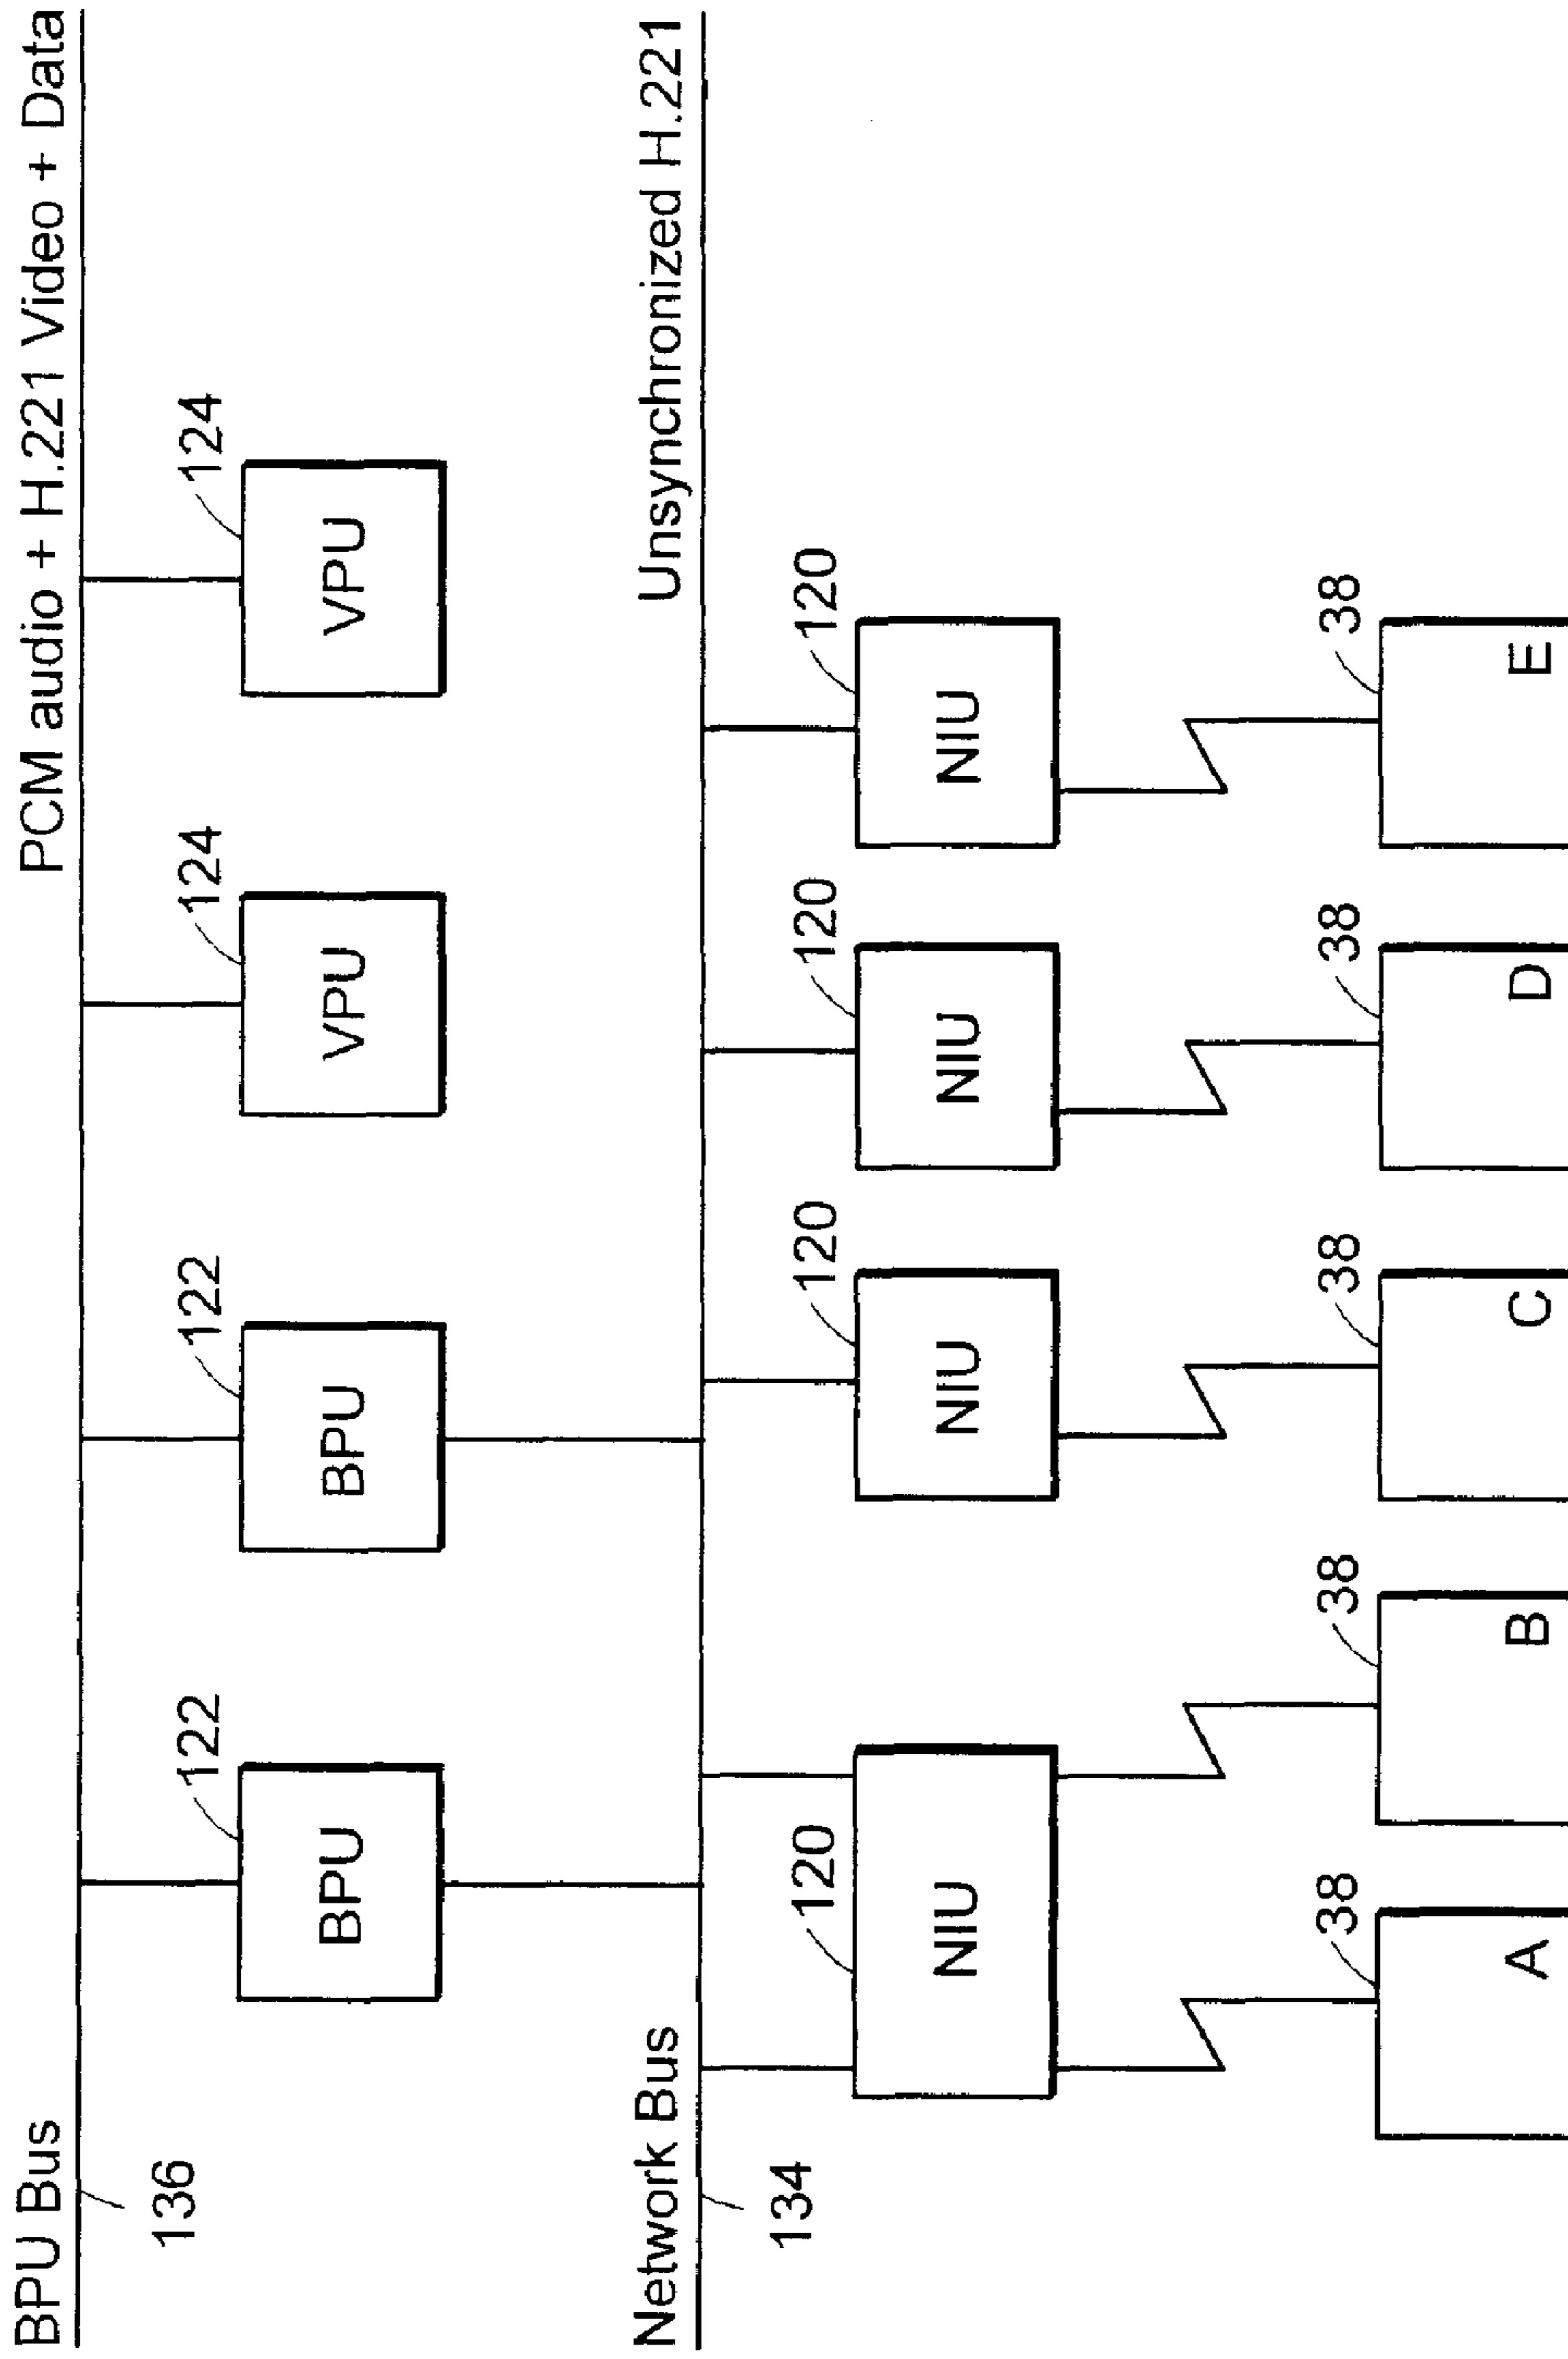 BPU Bus PCM audio + H.221 Video + Data
136
122 122 124 124
BPU BPU VPU VPU
Network Bus Unsynchronized H.221
134
120 120 120 120
NIU NIU NIU NIU
38 38 38 38 38
A B C D E